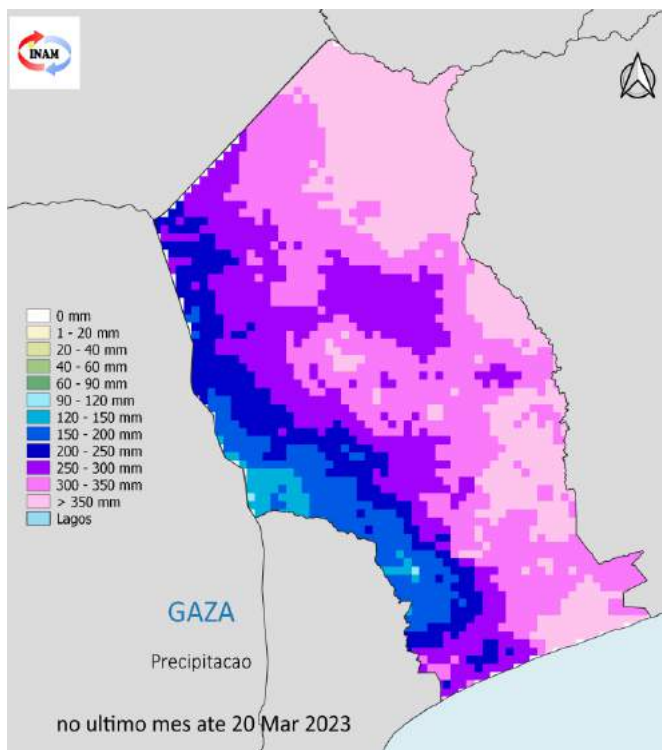 INAM
0 mm
1 - 20 mm
20 - 40 mm
40 - 60 mm
60 - 90 mm
90 - 120 mm
120 - 150 mm
150 - 200 mm
200 - 250 mm
250 - 300 mm
300 - 350 mm
> 350 mm
Lagos
GAZA
Precipitacao
no ultimo mes ate 20 Mar 2023